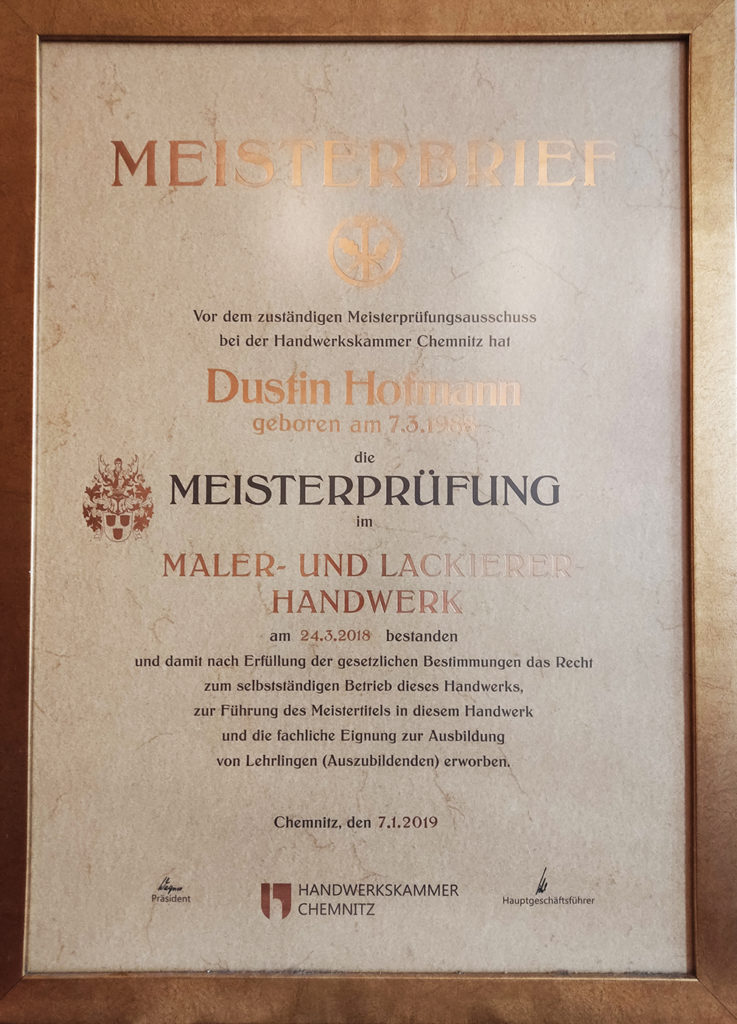 MEISTERBRIEF
Vor dem zuständigen Meisterprüfungsausschuss
bei der Handwerkskammer Chemnitz hat
Dustin Hofmann
geboren am
die
MEISTERPRÜFUNG
im
MALER- UND LACKIERER-
HANDWERK
am 24.3.2018 bestanden
und damit nach Erfüllung der gesetzlichen Bestimmungen das Recht
zum selbstständigen Betrieb dieses Handwerks,
zur Führung des Meistertitels in diesem Handwerk
und die fachliche Eignung zur Ausbildung
von Lehrlingen (Auszubildenden) erworben.
Chemnitz, den 7.1.2019
Präsident
HANDWERKSKAMMER
CHEMNITZ
Hauptgeschäftsführer